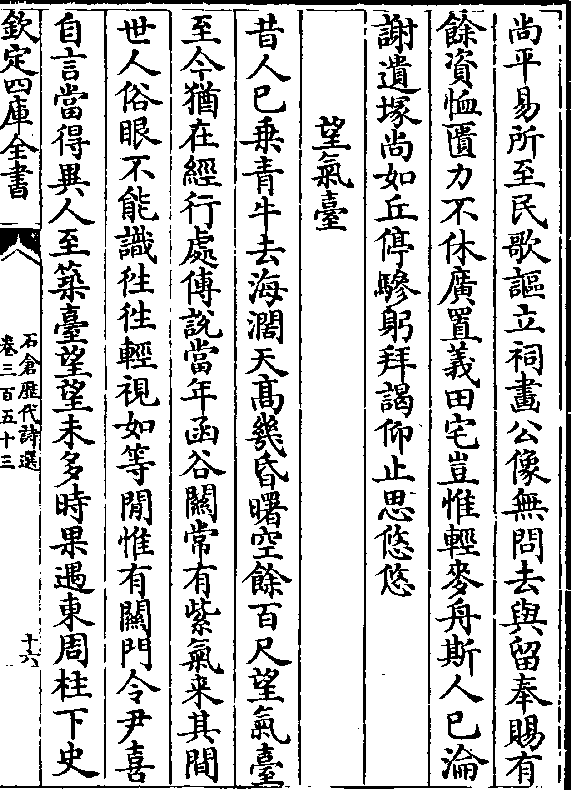 尚平易所至民歌謳立祠畫公像無問去與留奉賜有
餘資恤匱力不休廣置義田宅豈惟輕麥舟斯人已淪
謝遺塚尚如丘停驂躬拜謁仰止思悠悠
望氣臺
昔人已乗青牛去海濶天髙幾昏曙空餘百尺望氣臺
至今猶在經行處傳說當年函谷關常有紫氣来其間
世人俗眼不能識徃徃輕視如等閒惟有關門令尹喜
自言當得異人至築臺望望未多時果遇東周柱下史
欽定四庫全書
石倉歴代詩選
卷三百五十三
十六